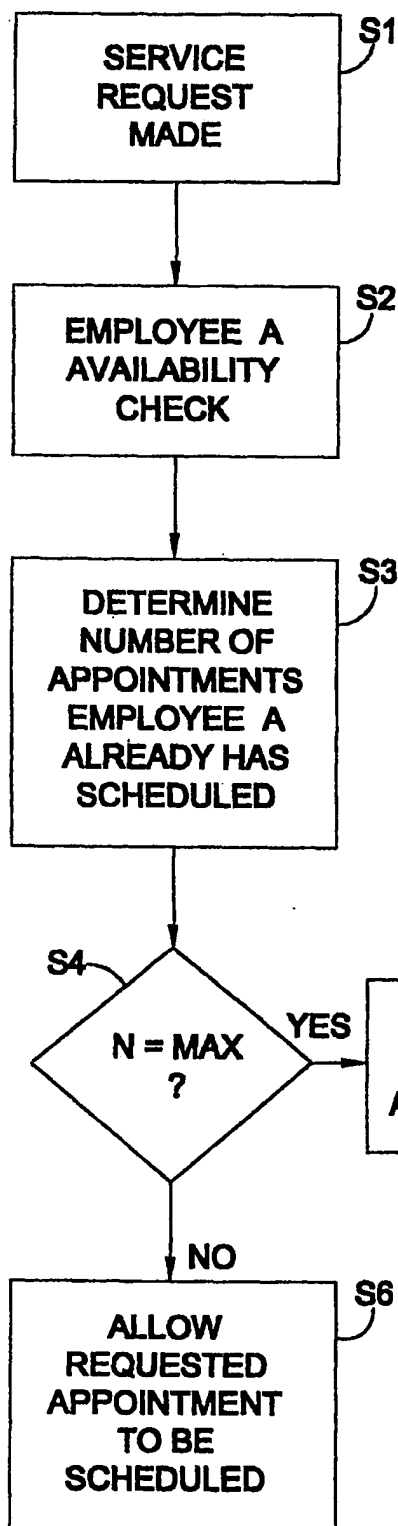 S1
SERVICE
REQUEST
MADE
S2
EMPLOYEE A
AVAILABILITY
CHECK
S3
DETERMINE
NUMBER OF
APPOINTMENTS
EMPLOYEE A
ALREADY HAS
SCHEDULED
S4
N = MAX
?
YES
NO
S6
ALLOW
REQUESTED
APPOINTMENT
TO BE
SCHEDULED